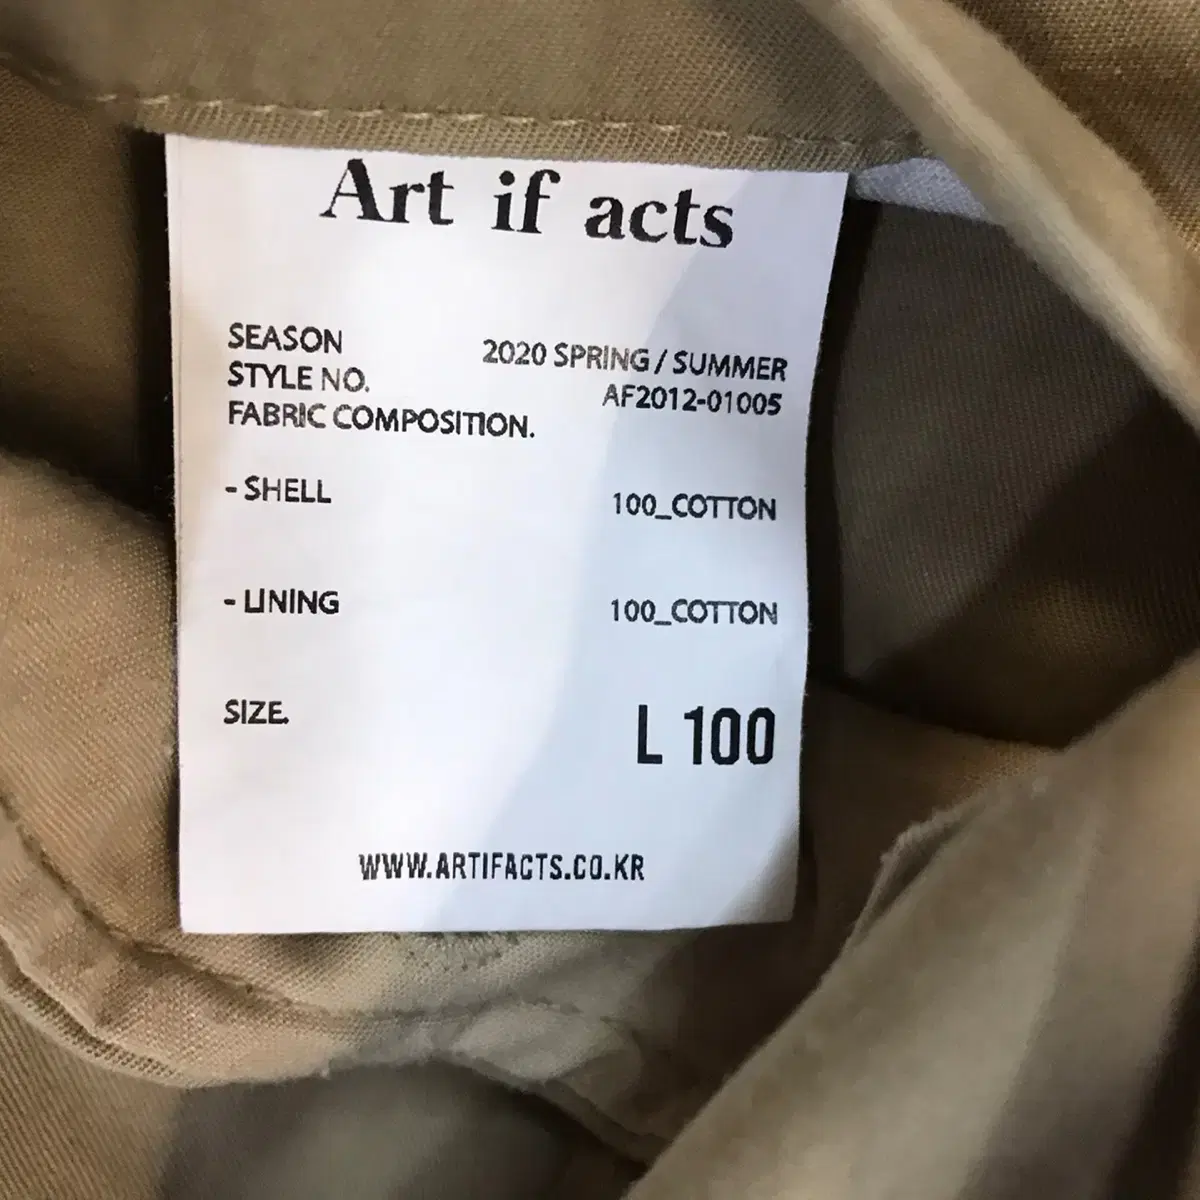 Art if acts
SEASON 2020 SPRING / SUMMER
STYLE NO. AF2012-01005
FABRIC COMPOSITION.
- SHELL 100_COTTON
- LINING 100_COTTON
SIZE. L 100
WWW.ARTIFACTS.CO.KR